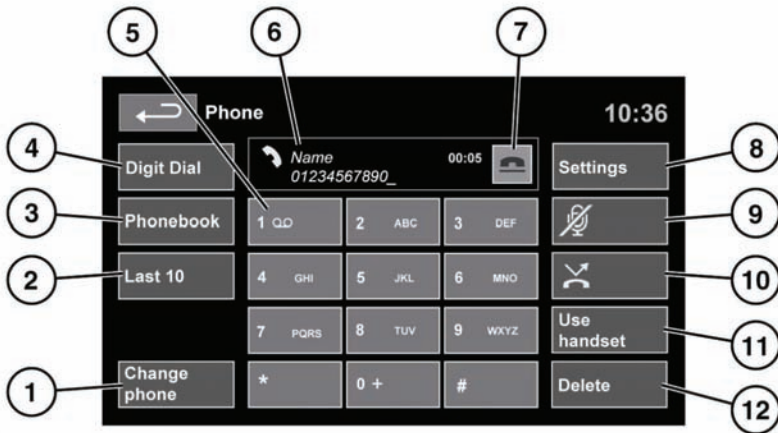 5
6
7
Phone
10:36
4
Digit Dial
Name
00:05
01234567890_
Settings
8
3
Phonebook
1
2 ABC
3 DEF
9
2
Last 10
4 GHI
5 JKL
6 MNO
10
7 PQRS
8 TUV
9 WXYZ
Use
handset
11
1
Change
phone
*
0 +
#
Delete
12